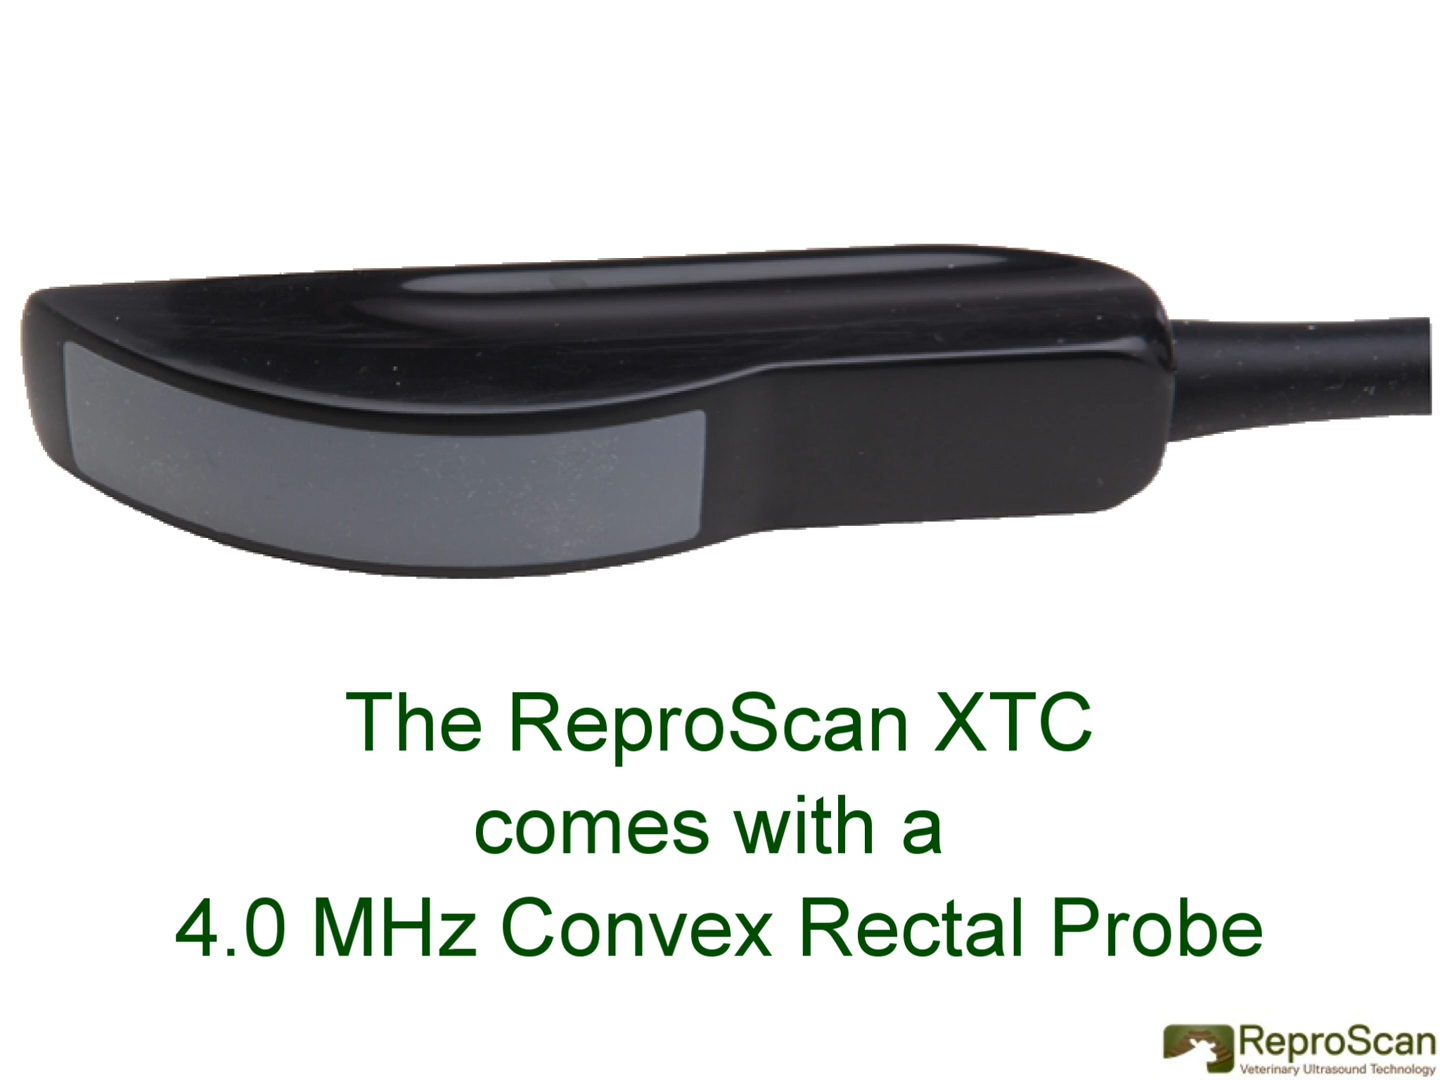 The ReproScan XTC
comes with a
4.0 MHz Convex Rectal Probe
ReproScan
Veterinary Ultrasound Technology